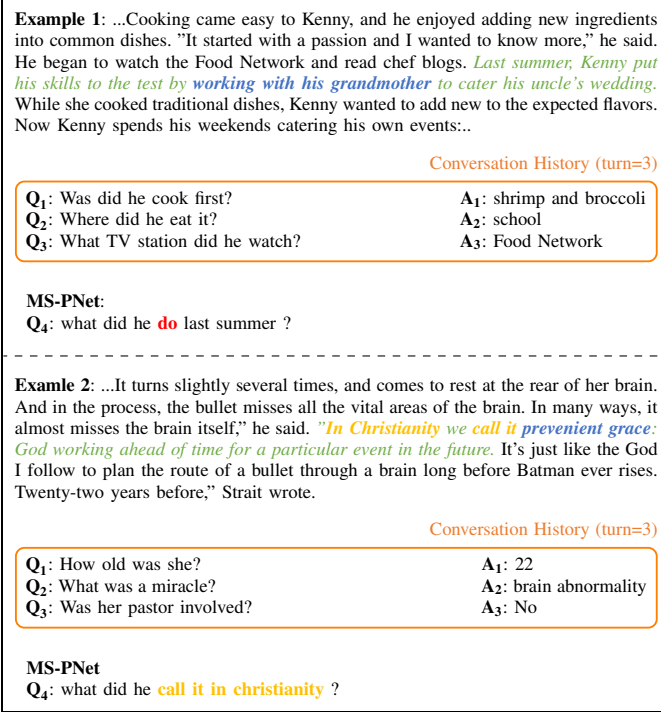 Example 1: ...Cooking came easy to Kenny, and he enjoyed adding new ingredients
into common dishes. ”It started with a passion and I wanted to know more,” he said.
He began to watch the Food Network and read chef blogs. Last summer, Kenny put
his skills to the test by working with his grandmother to cater his uncle’s wedding.
While she cooked traditional dishes, Kenny wanted to add new to the expected flavors.
Now Kenny spends his weekends catering his own events:..
Conversation History (turn=3)
Q1: Was did he cook first? A1: shrimp and broccoli
Q2: Where did he eat it? A2: school
Q3: What TV station did he watch? A3: Food Network
MS-PNet:
Q4: what did he do last summer ?
Examle 2: ...It turns slightly several times, and comes to rest at the rear of her brain.
And in the process, the bullet misses all the vital areas of the brain. In many ways, it
almost misses the brain itself,” he said. ”In Christianity we call it prevenient grace:
God working ahead of time for a particular event in the future. It’s just like the God
I follow to plan the route of a bullet through a brain long before Batman ever rises.
Twenty-two years before,” Strait wrote.
Conversation History (turn=3)
Q1: How old was she? A1: 22
Q2: What was a miracle? A2: brain abnormality
Q3: Was her pastor involved? A3: No
MS-PNet
Q4: what did he call it in christianity ?